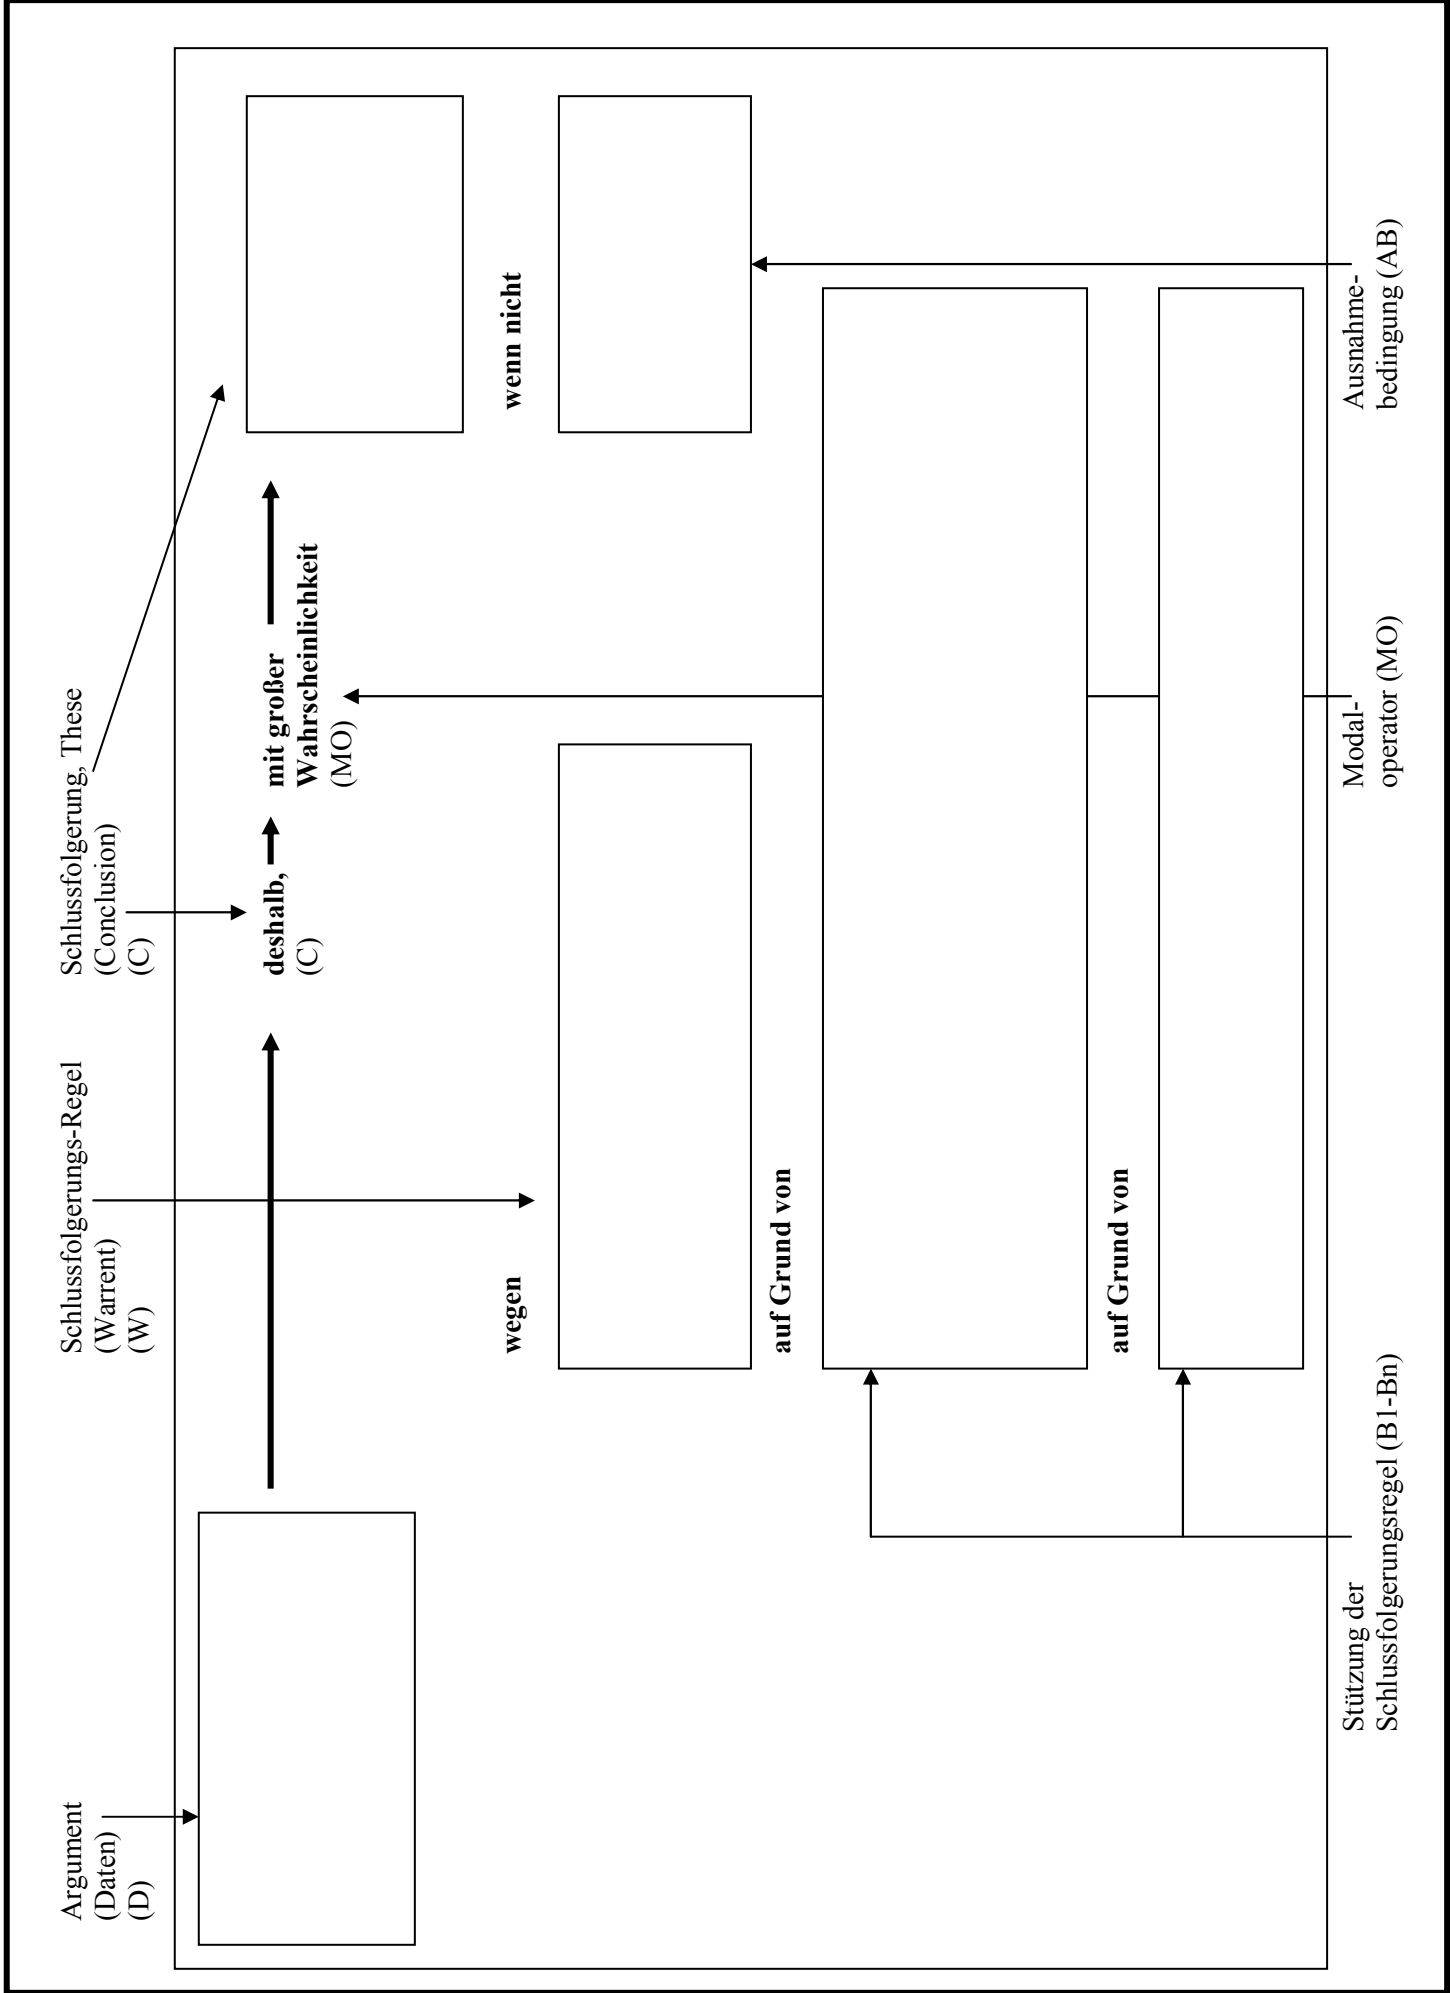 Argument
(Daten)
(D)
Schlussfolgerungs-Regel
(Warrent)
(W)
Schlussfolgerung, These
(Conclusion)
(C)
deshalb,
(C)
mit großer
Wahrscheinlichkeit
(MO)
wegen
wenn nicht
auf Grund von
auf Grund von
Stützung der
Schlussfolgerungsregel (B1-Bn)
Modal-
operator (MO)
Ausnahme-
bedingung (AB)